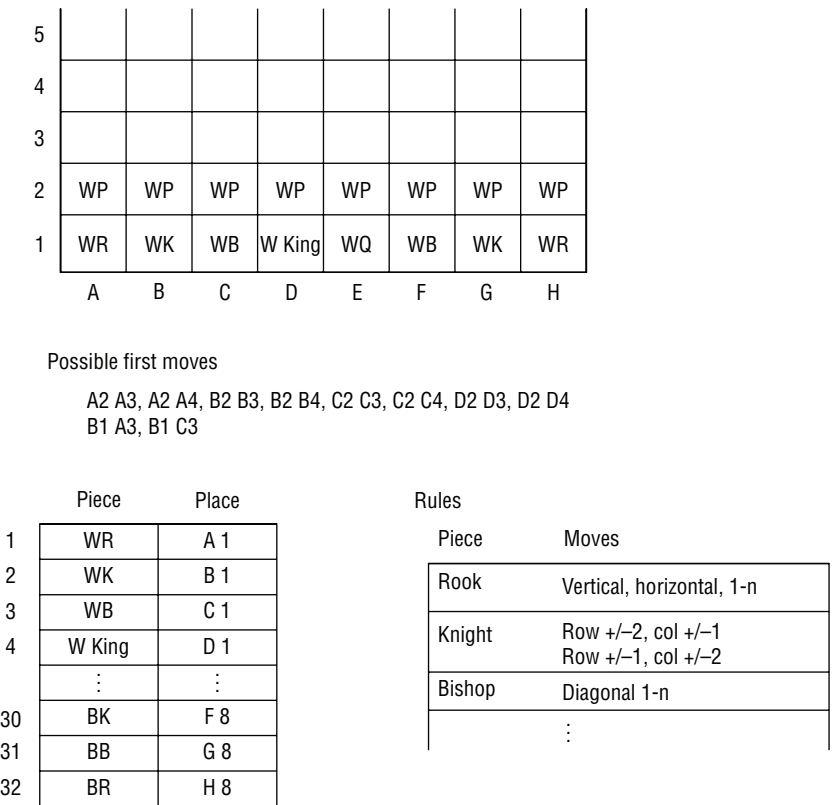 5
4
3
2 WP WP WP WP WP WP WP WP
1 WR WK WB W King WQ WB WK WR
A B C D E F G H
Possible first moves
A2 A3, A2 A4, B2 B3, B2 B4, C2 C3, C2 C4, D2 D3, D2 D4
B1 A3, B1 C3
Piece Place
1 WR A 1
2 WK B 1
3 WB C 1
4 W King D 1
⋮ ⋮
30 BK F 8
31 BB G 8
32 BR H 8
Rules
Piece Moves
Rook Vertical, horizontal, 1-n
Knight Row +/–2, col +/–1
Row +/–1, col +/–2
Bishop Diagonal 1-n
⋮